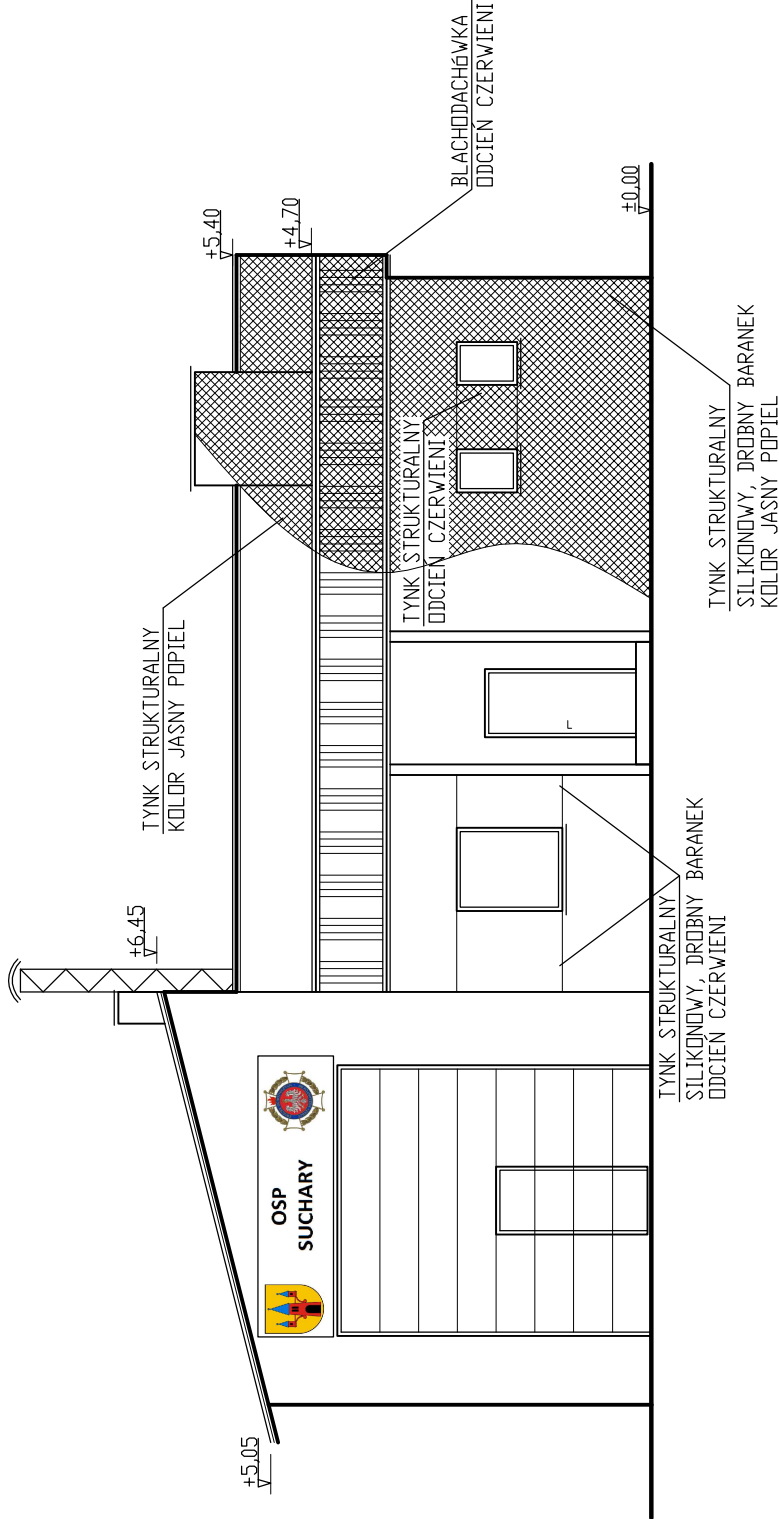 +5,05
OSP
SUCHARY
+6,45
TYNK STRUKTURALNY
KOLOR JASNY POPIEL
+5,40
+4,70
BLACHODACHÓWKA
ODCIEŃ CZERWIENI
±0,00
TYNK STRUKTURALNY
ODCIEŃ CZERWIENI
TYNK STRUKTURALNY
SILIKONOWY, DROBNY BARANEK
ODCIEŃ CZERWIENI
TYNK STRUKTURALNY
SILIKONOWY, DROBNY BARANEK
KOLOR JASNY POPIEL